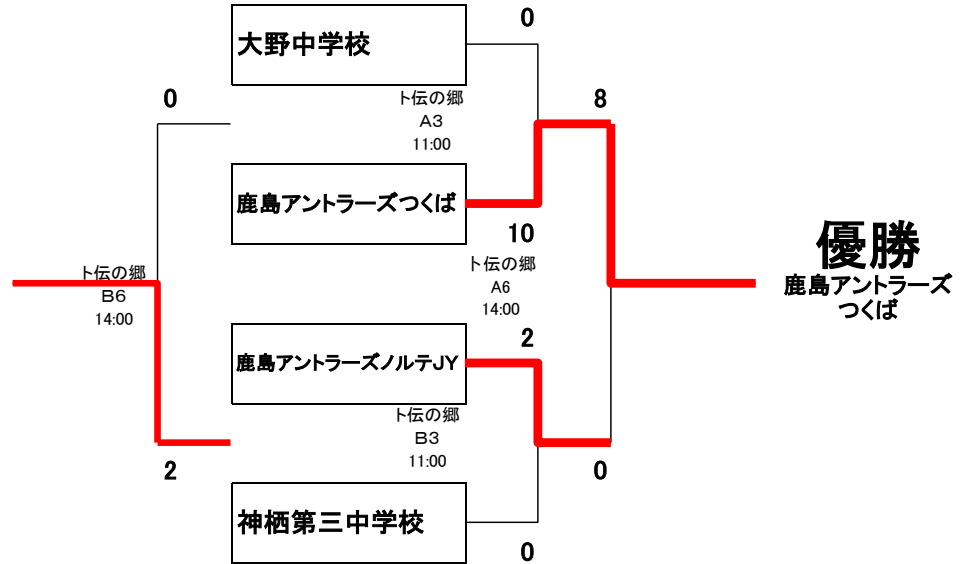 0
大野中学校
0
8
ト伝の郷
A3
11:00
鹿島アントラーズつくば
10
優勝
鹿島アントラーズ
つくば
ト伝の郷
B6
14:00
ト伝の郷
A6
14:00
2
鹿島アントラーズノルテJY
ト伝の郷
B3
11:00
2
0
神栖第三中学校
0